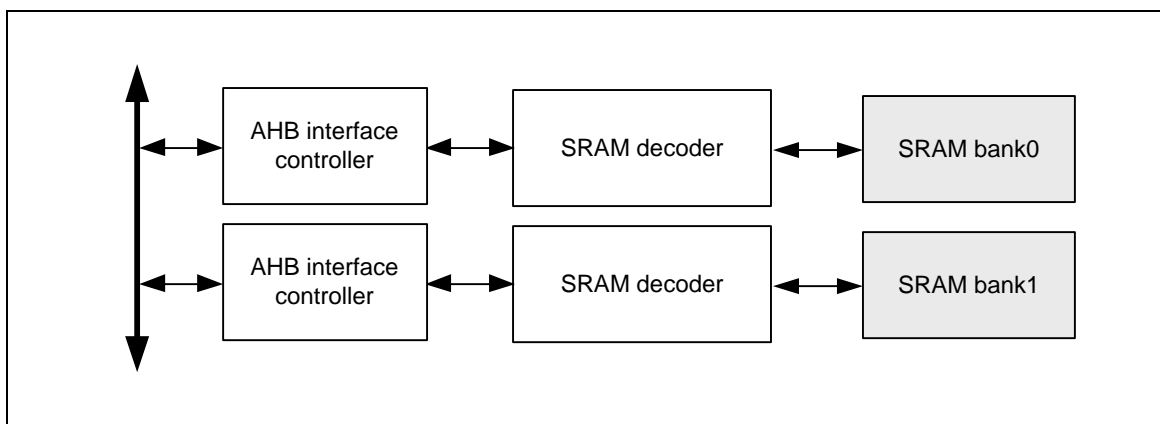 AHB interface
controller
SRAM decoder
SRAM bank0
AHB interface
controller
SRAM decoder
SRAM bank1